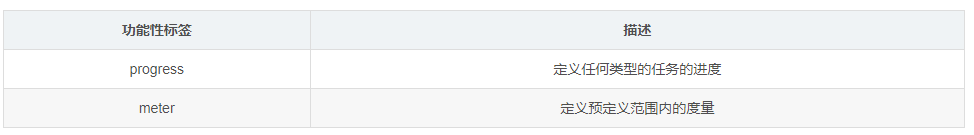 功能性标签 描述
progress 定义任何类型的任务的进度
meter 定义预定义范围内的度量